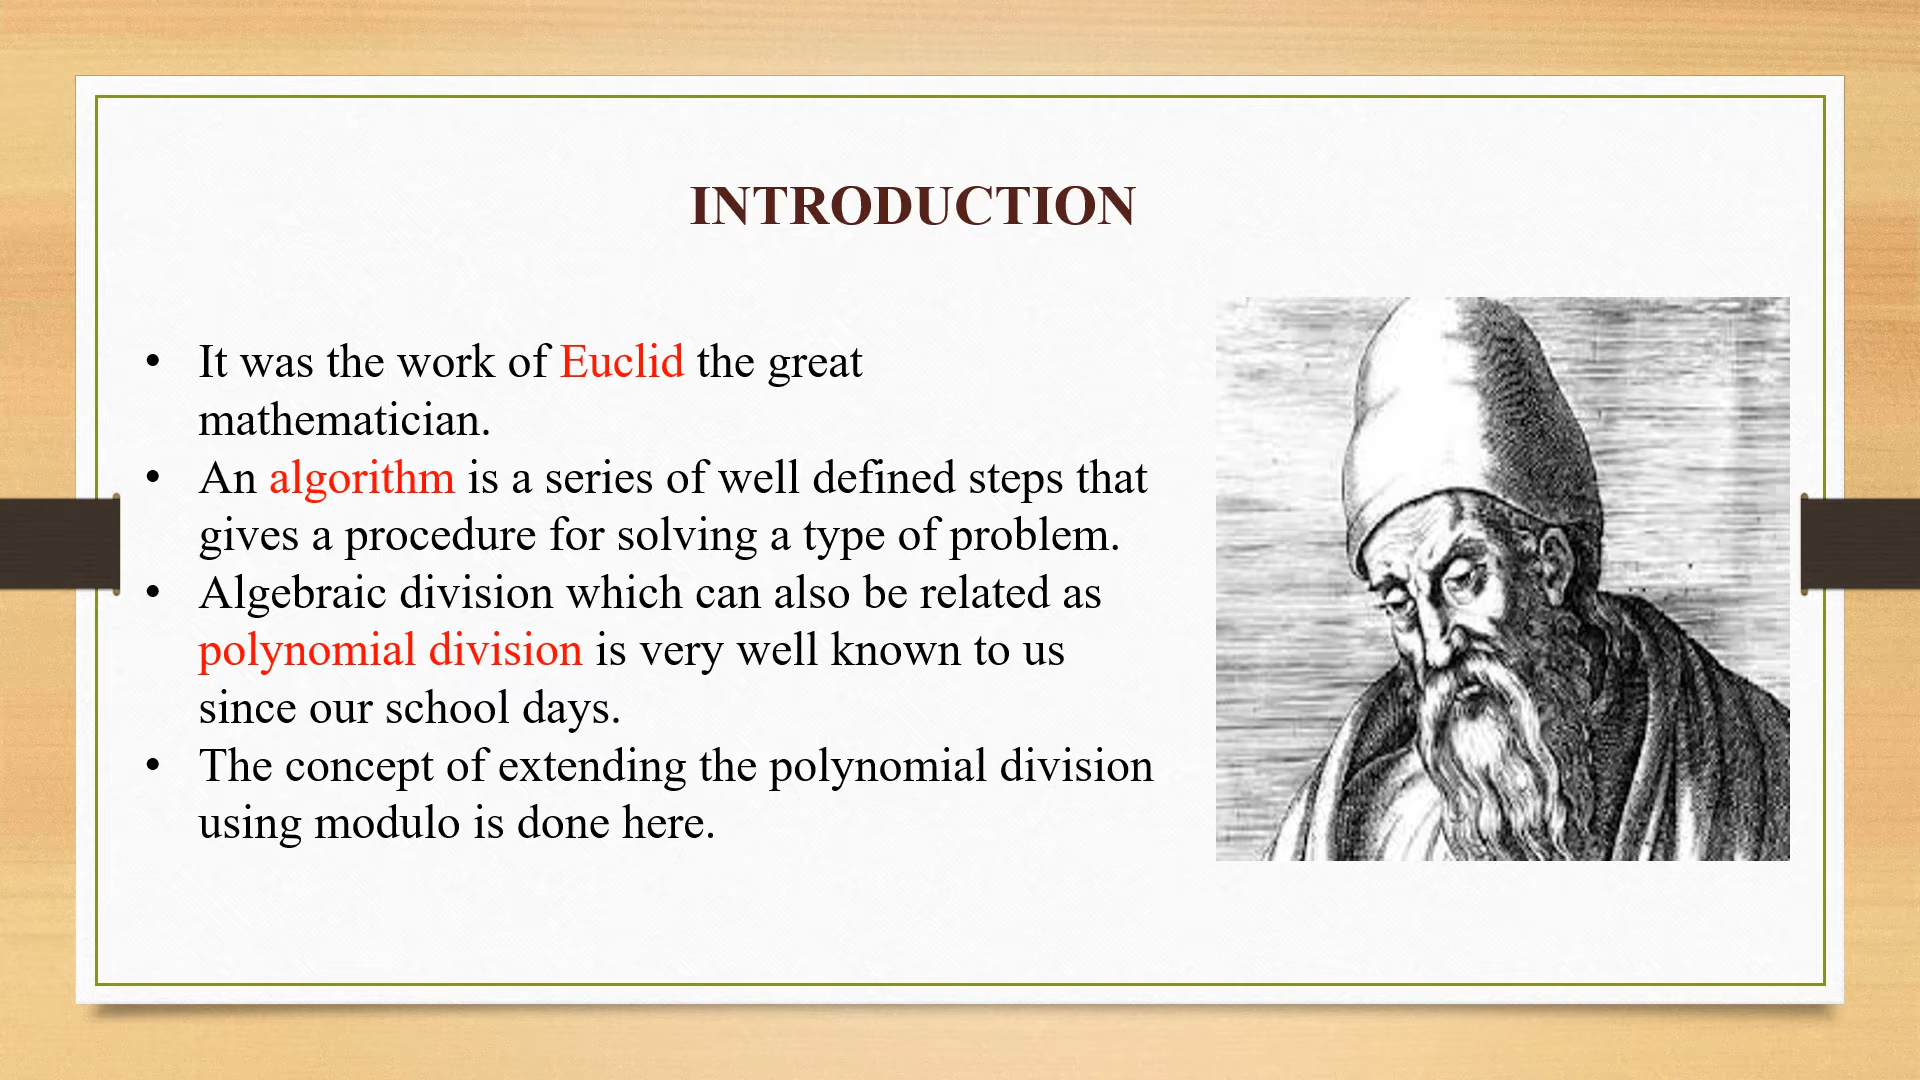 INTRODUCTION
• It was the work of Euclid the great
mathematician.
• An algorithm is a series of well defined steps that
gives a procedure for solving a type of problem.
• Algebraic division which can also be related as
polynomial division is very well known to us
since our school days.
• The concept of extending the polynomial division
using modulo is done here.